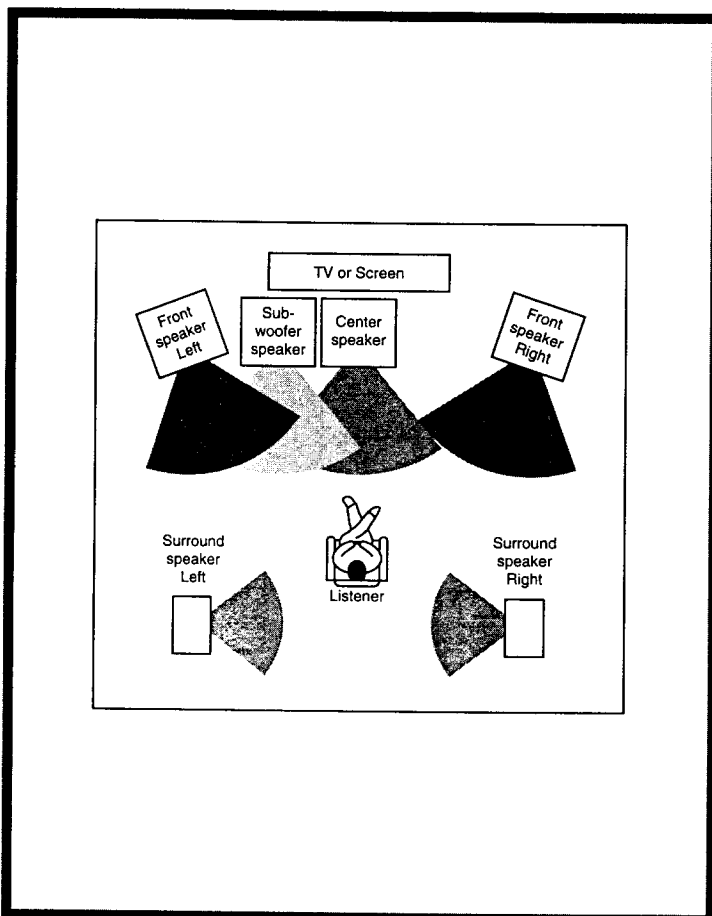 TV or Screen
Front
speaker
Left
Sub-
woofer
speaker
Center
speaker
Front
speaker
Right
Surround
speaker
Left
Listener
Surround
speaker
Right